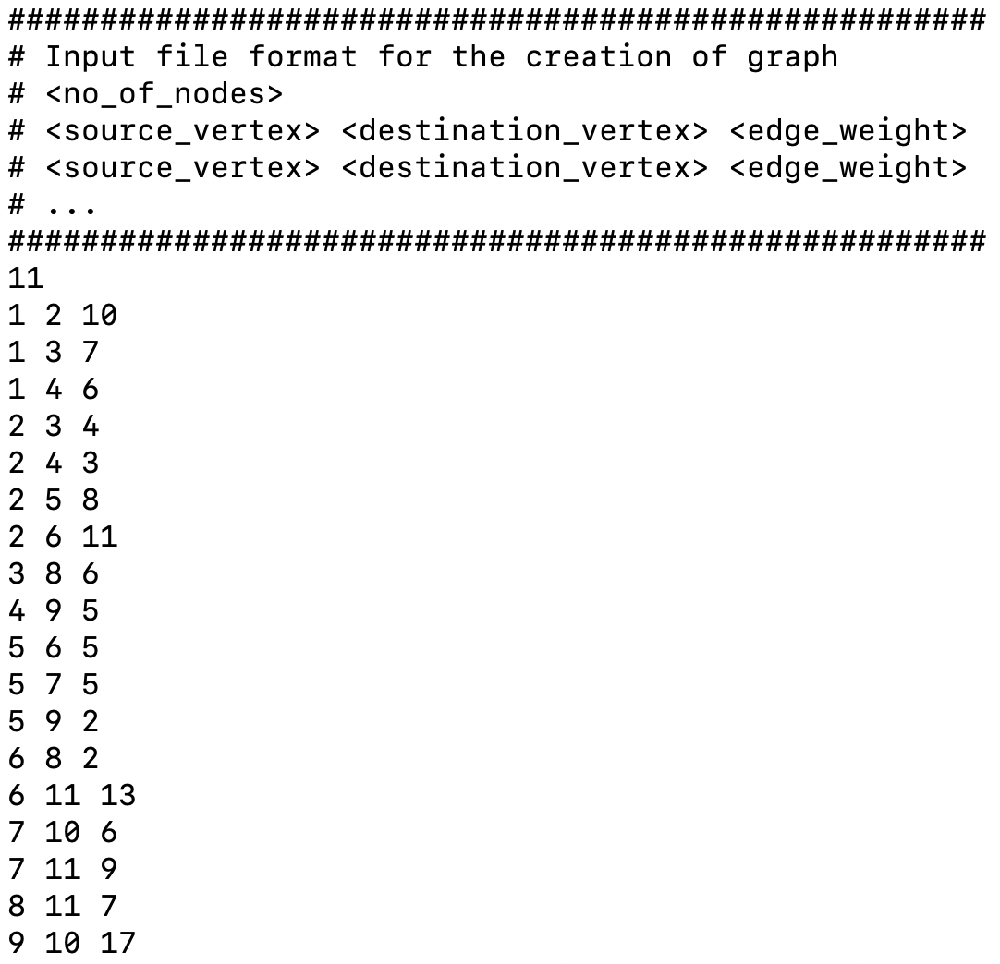 #####################################################
# Input file format for the creation of graph
# <no_of_nodes>
# <source_vertex> <destination_vertex> <edge_weight>
# <source_vertex> <destination_vertex> <edge_weight>
# ...
#####################################################
11
1 2 10
1 3 7
1 4 6
2 3 4
2 4 3
2 5 8
2 6 11
3 8 6
4 9 5
5 6 5
5 7 5
5 9 2
6 8 2
6 11 13
7 10 6
7 11 9
8 11 7
9 10 17